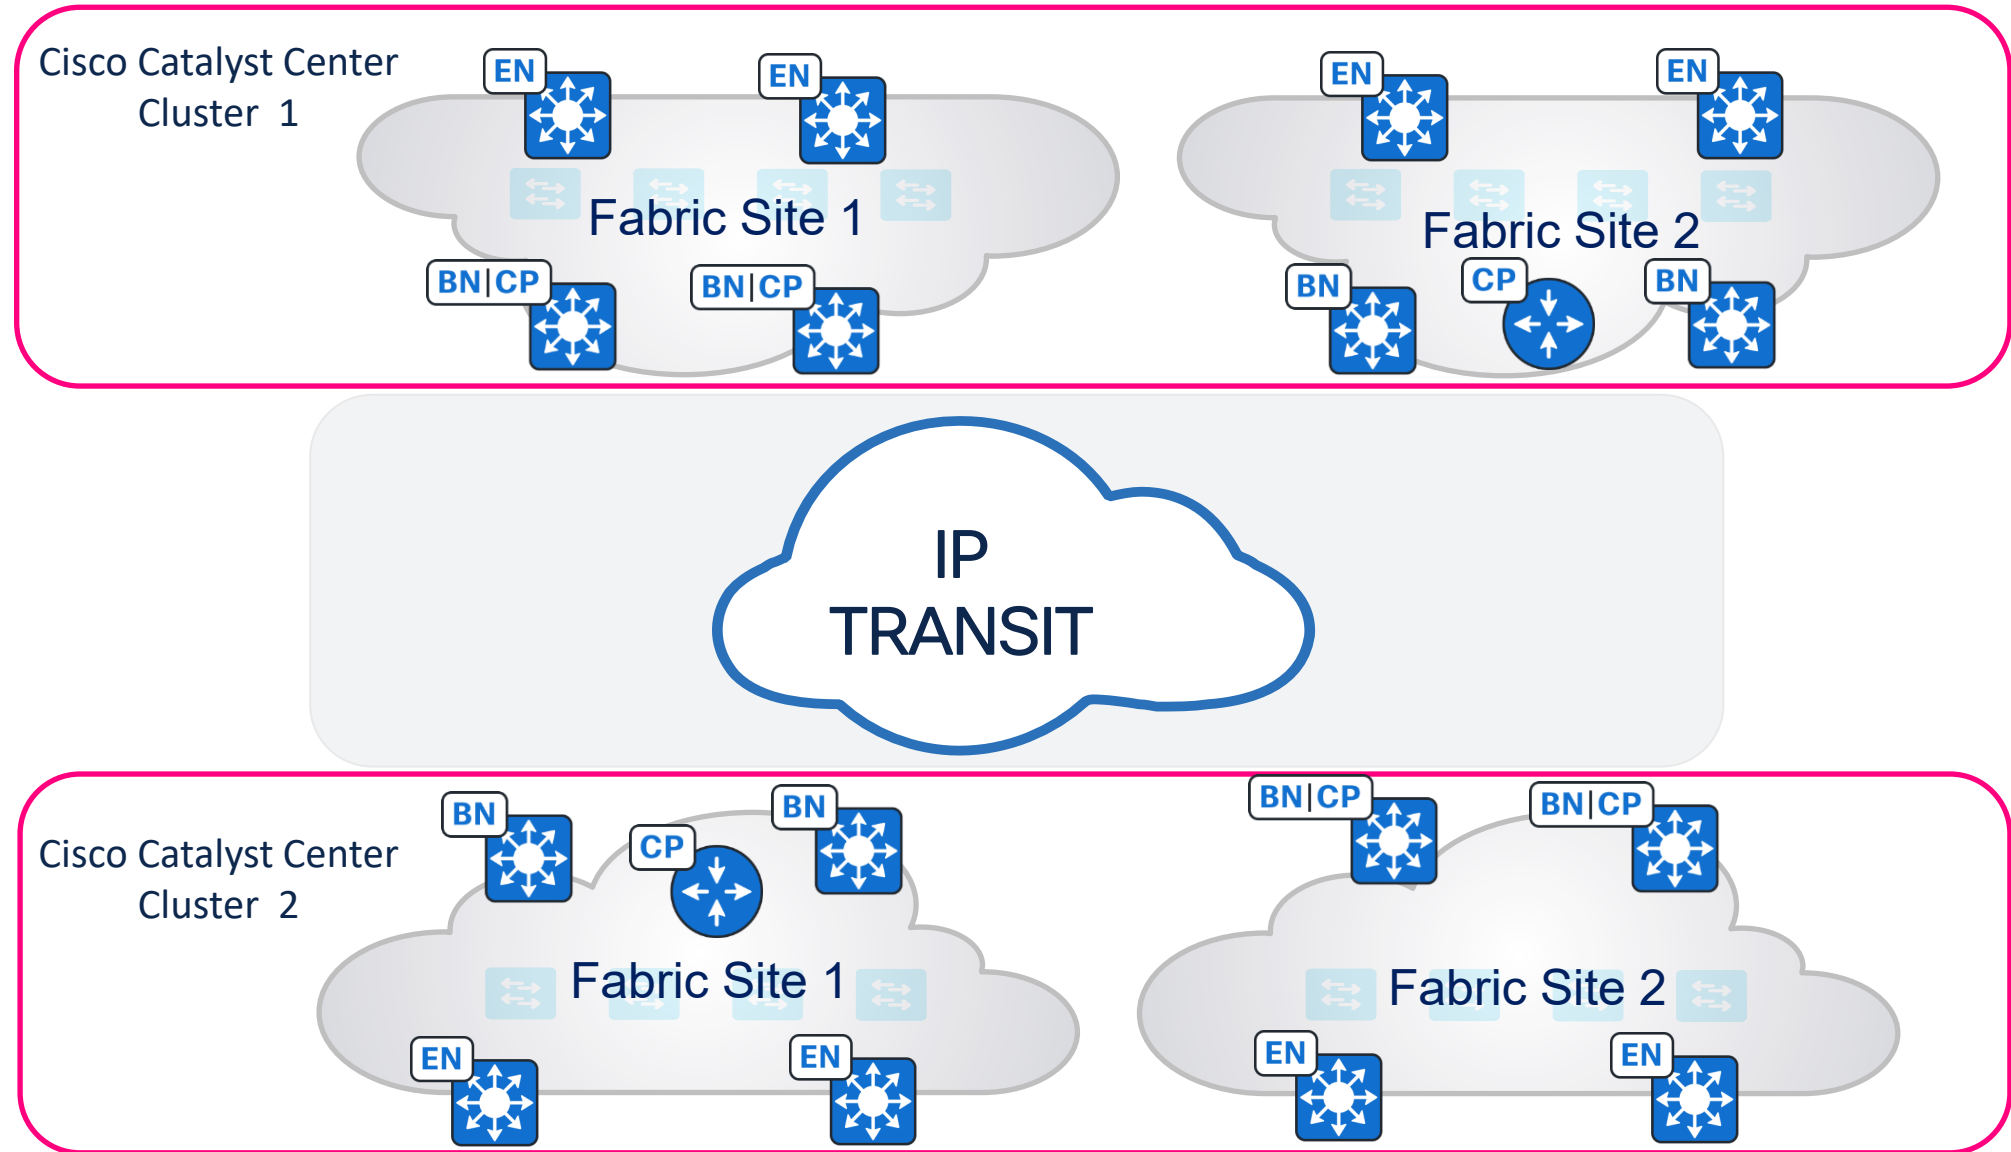 Cisco Catalyst Center
Cluster 1
EN
EN
EN
EN
Fabric Site 1
Fabric Site 2
BN|CP
BN|CP
BN
CP
BN
IP
TRANSIT
Cisco Catalyst Center
Cluster 2
BN
CP
BN
BN|CP
BN|CP
Fabric Site 1
Fabric Site 2
EN
EN
EN
EN